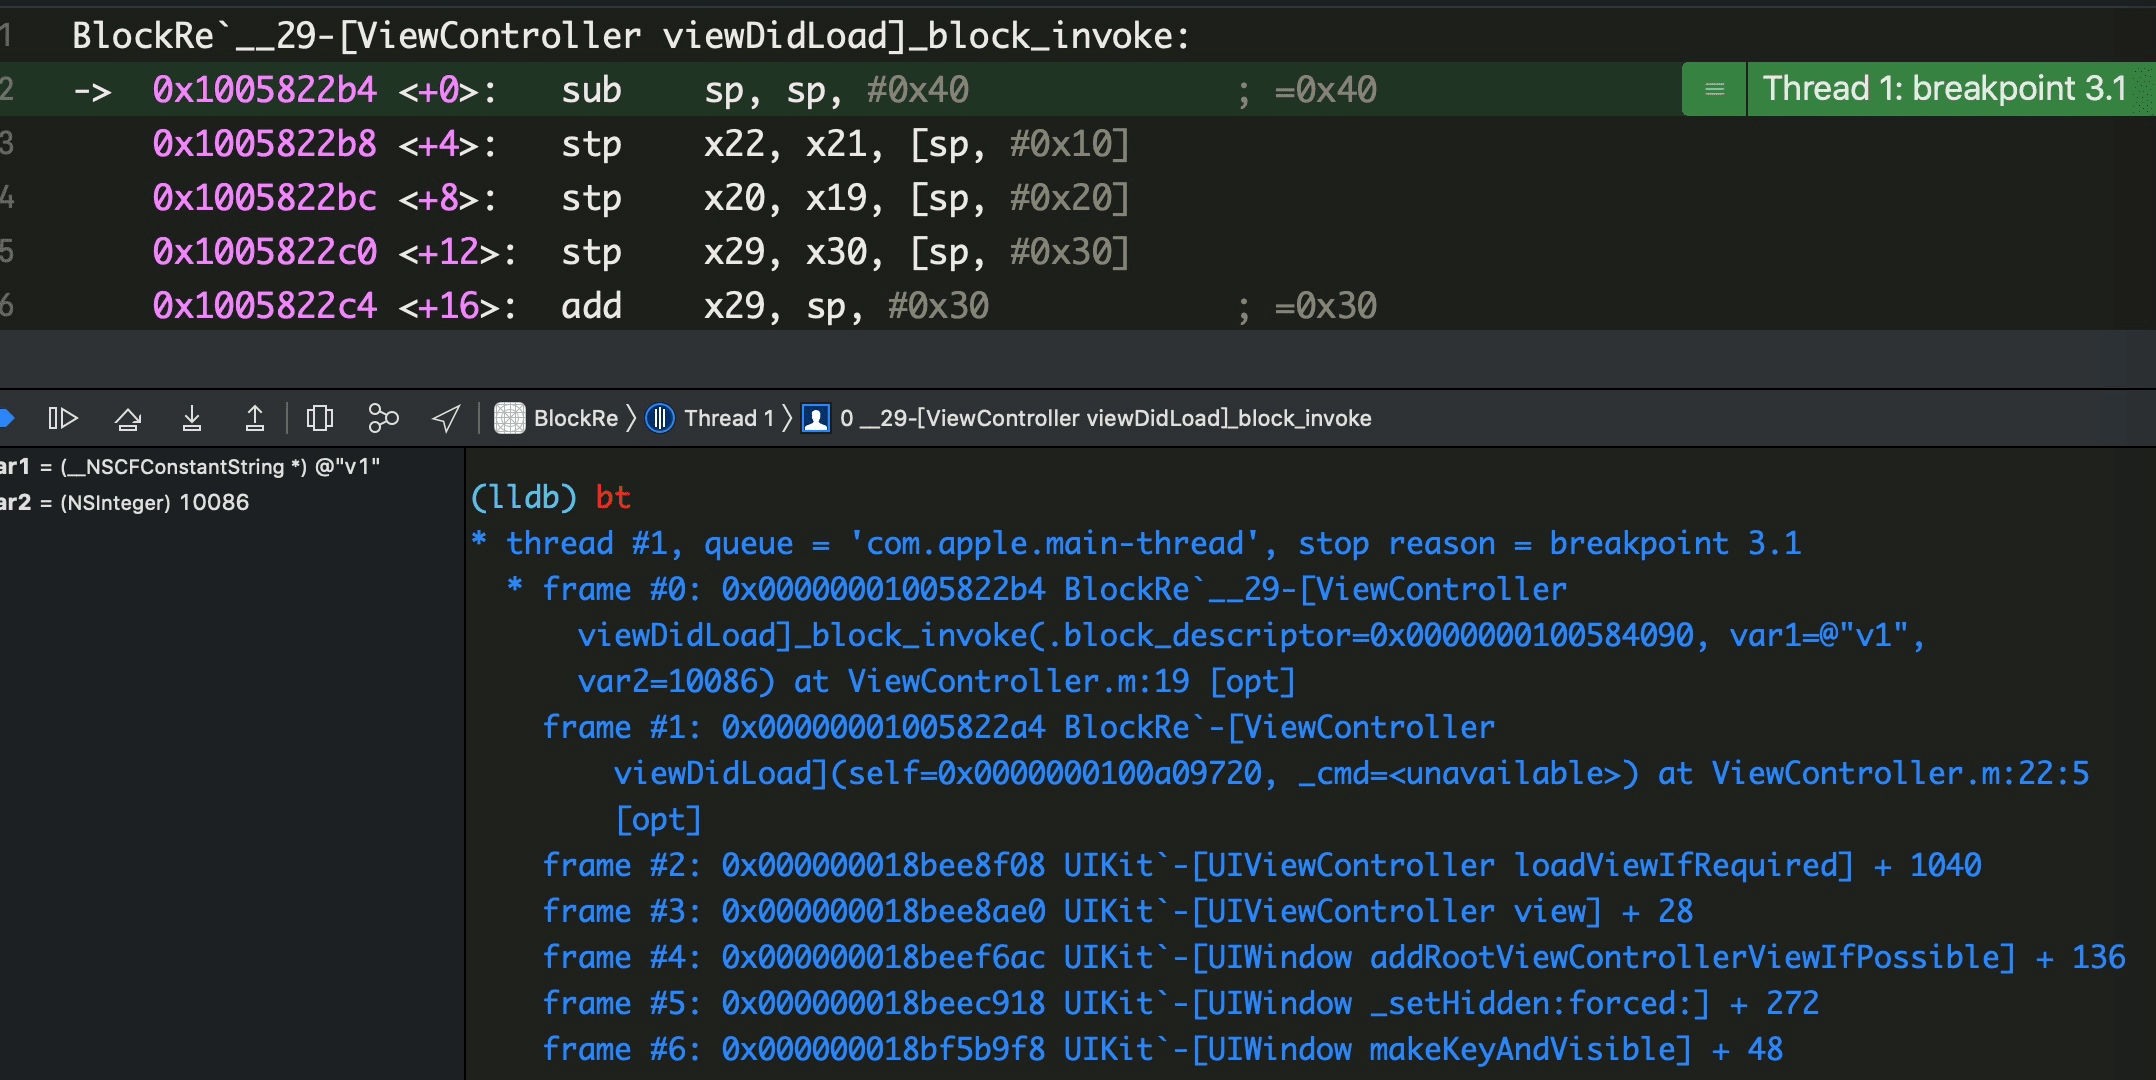 1 BlockRe`__29-[ViewController viewDidLoad]_block_invoke:
2 -> 0x1005822b4 <+0>: sub sp, sp, #0x40 ; =0x40 Thread 1: breakpoint 3.1
3 0x1005822b8 <+4>: stp x22, x21, [sp, #0x10]
4 0x1005822bc <+8>: stp x20, x19, [sp, #0x20]
5 0x1005822c0 <+12>: stp x29, x30, [sp, #0x30]
6 0x1005822c4 <+16>: add x29, sp, #0x30 ; =0x30
BlockRe 〉 Thread 1 〉 0 __29-[ViewController viewDidLoad]_block_invoke
ar1 = (__NSCFConstantString *) @"v1"
ar2 = (NSInteger) 10086
(lldb) bt
* thread #1, queue = 'com.apple.main-thread', stop reason = breakpoint 3.1
* frame #0: 0x00000001005822b4 BlockRe`__29-[ViewController
viewDidLoad]_block_invoke(.block_descriptor=0x0000000100584090, var1=@"v1",
var2=10086) at ViewController.m:19 [opt]
frame #1: 0x00000001005822a4 BlockRe`-[ViewController
viewDidLoad](self=0x0000000100a09720, _cmd=<unavailable>) at ViewController.m:22:5
[opt]
frame #2: 0x000000018bee8f08 UIKit`-[UIViewController loadViewIfRequired] + 1040
frame #3: 0x000000018bee8ae0 UIKit`-[UIViewController view] + 28
frame #4: 0x000000018beef6ac UIKit`-[UIWindow addRootViewControllerViewIfPossible] + 136
frame #5: 0x000000018beec918 UIKit`-[UIWindow _setHidden:forced:] + 272
frame #6: 0x000000018bf5b9f8 UIKit`-[UIWindow makeKeyAndVisible] + 48